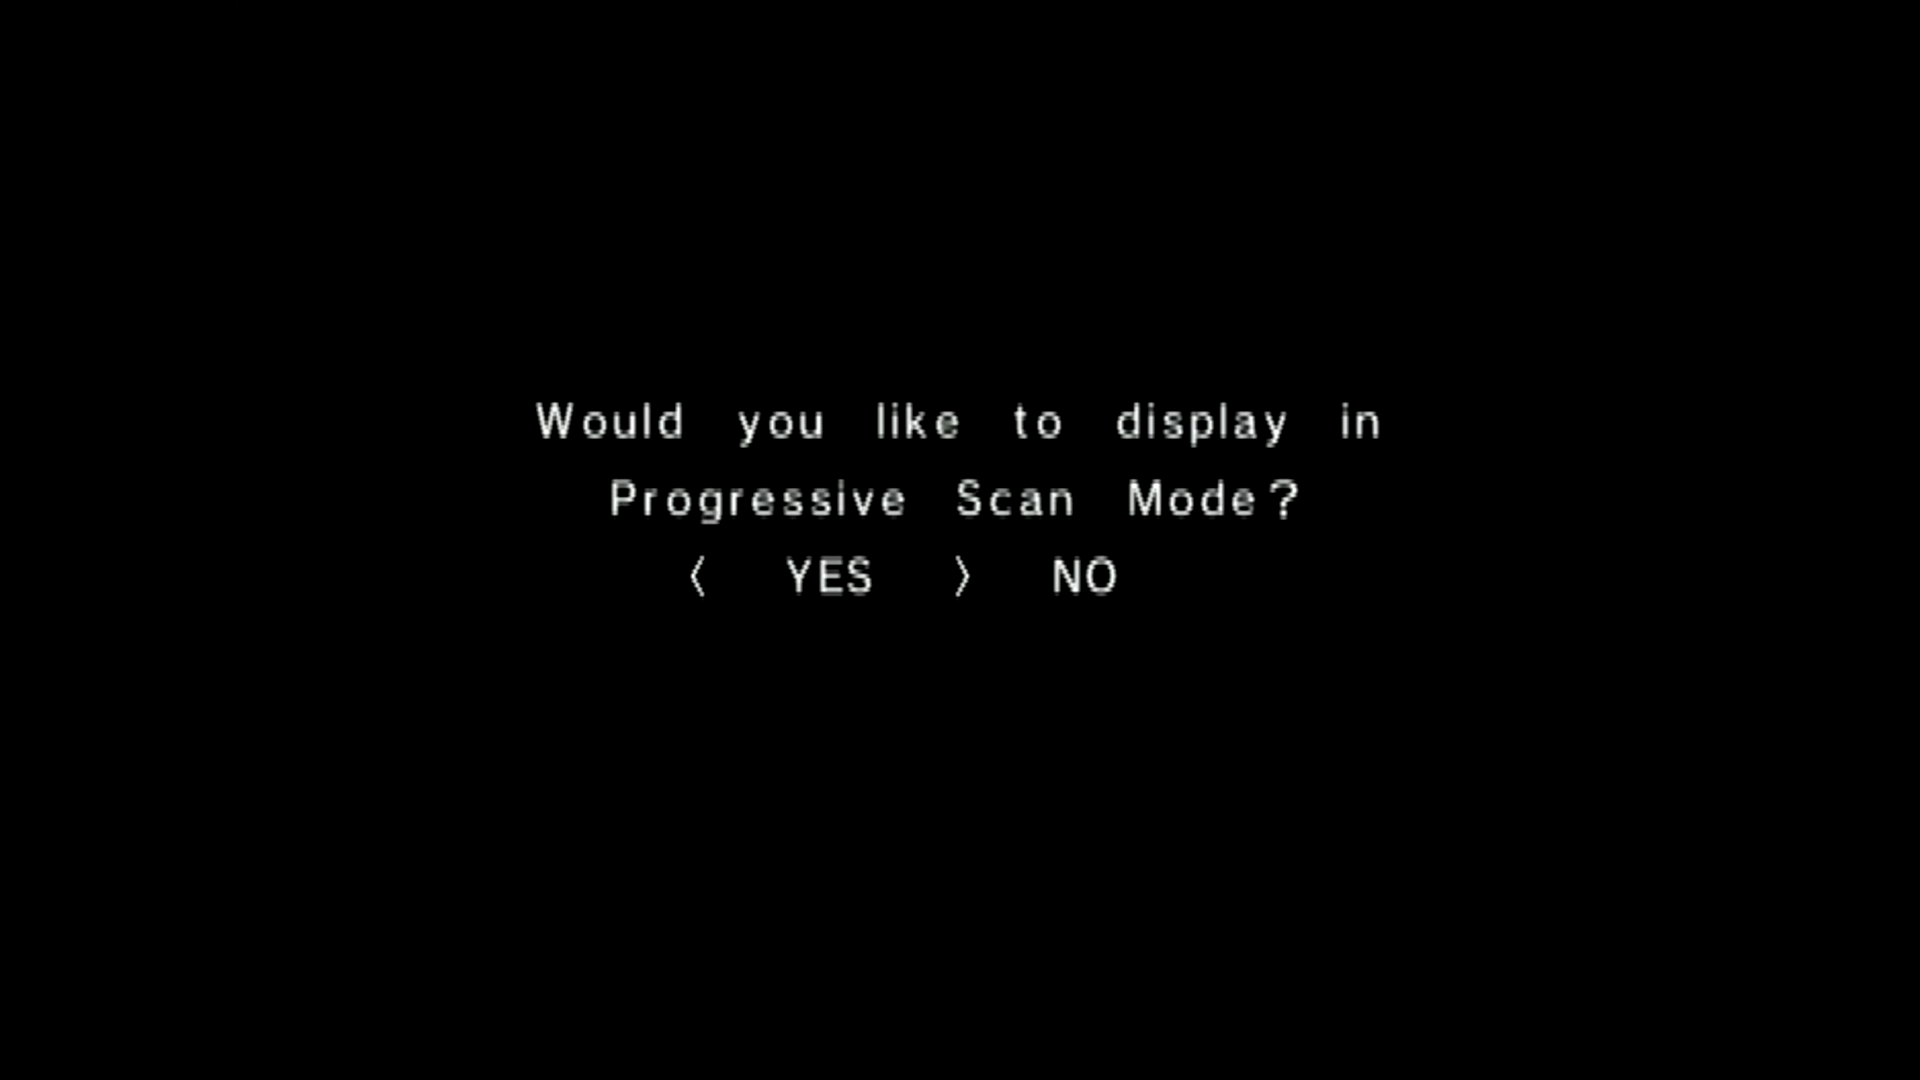 Would you like to display in
Progressive Scan Mode?
〈 YES 〉 NO